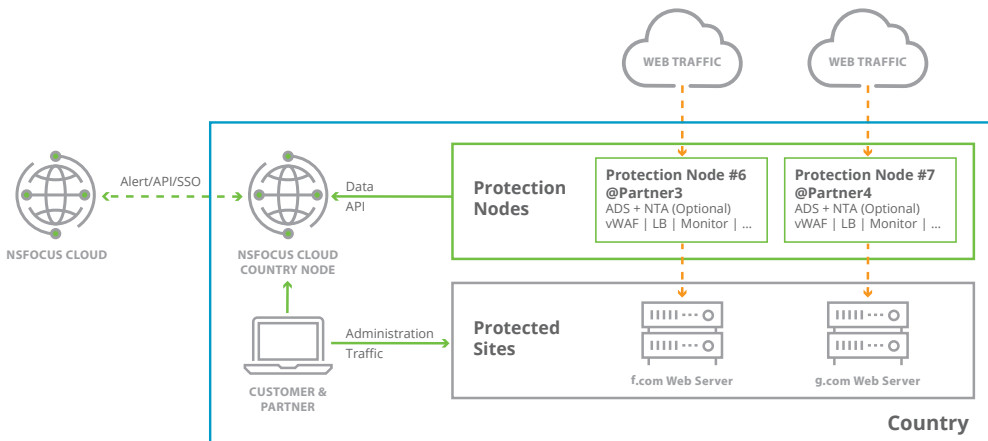 WEB TRAFFIC
WEB TRAFFIC
Alert/API/SSO
NSFOCUS CLOUD
Data
API
NSFOCUS CLOUD
COUNTRY NODE
Protection
Nodes
Protection Node #6
@Partner3
ADS + NTA (Optional)
vWAF | LB | Monitor | ...
Protection Node #7
@Partner4
ADS + NTA (Optional)
vWAF | LB | Monitor | ...
Administration
Traffic
CUSTOMER &
PARTNER
Protected
Sites
f.com Web Server
g.com Web Server
Country